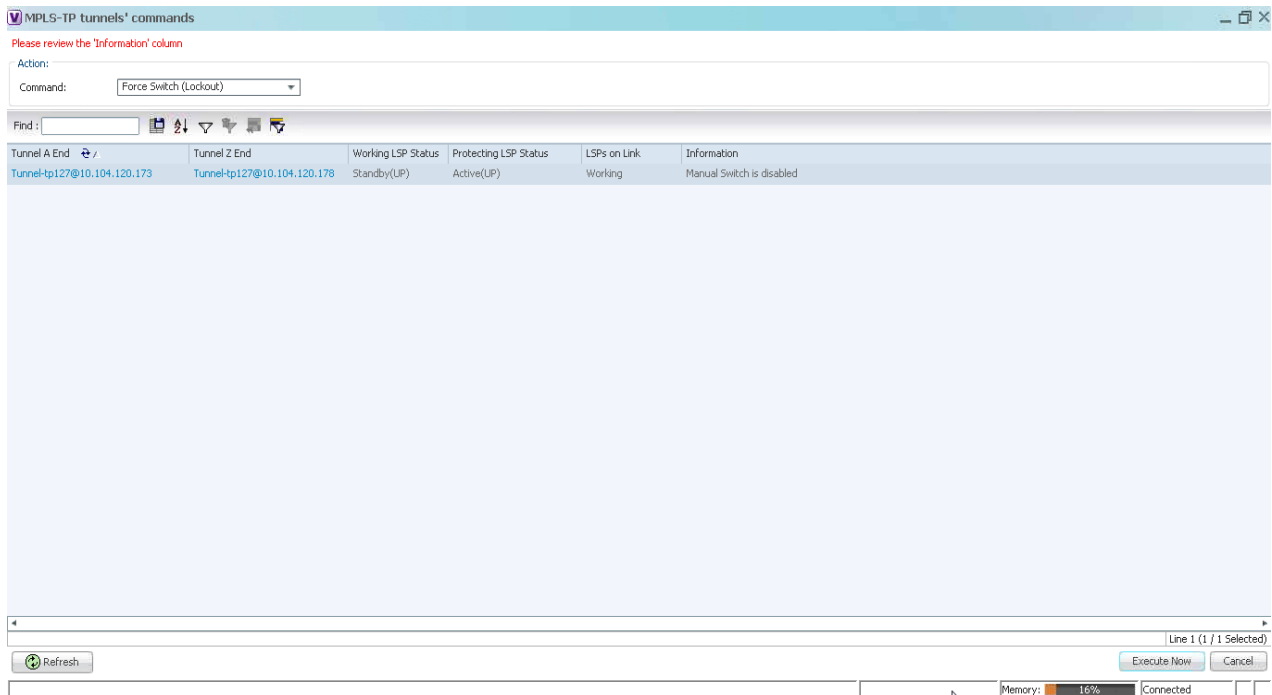 MPLS-TP tunnels' commands
Please review the 'Information' column
Action:
Command: Force Switch (Lockout)
Find :
Tunnel A End Tunnel Z End Working LSP Status Protecting LSP Status LSPs on Link Information
Tunnel-tp127@10.104.120.173 Tunnel-tp127@10.104.120.178 Standby(UP) Active(UP) Working Manual Switch is disabled
Line 1 (1 / 1 Selected)
Refresh Execute Now Cancel
Memory: 16% Connected